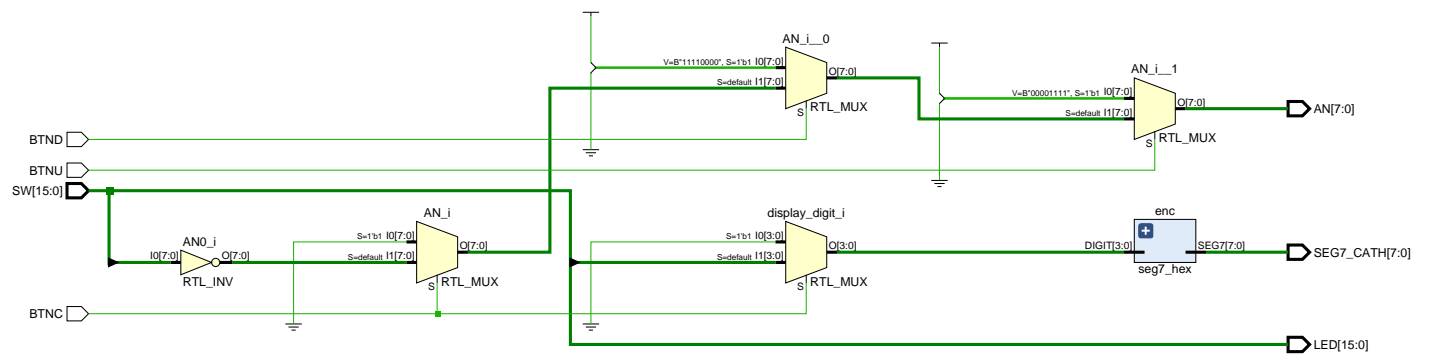 AN_i__0
V=B"11110000", S=1'b1 I0[7:0]
S=default I1[7:0]
O[7:0]
S
RTL_MUX
AN_i__1
V=B"00001111", S=1'b1 I0[7:0]
S=default I1[7:0]
O[7:0]
S
RTL_MUX
AN[7:0]
BTND
BTNU
SW[15:0]
AN0_i
I0[7:0]
O[7:0]
RTL_INV
AN_i
S=1'b1 I0[7:0]
S=default I1[7:0]
O[7:0]
S
RTL_MUX
display_digit_i
S=1'b1 I0[3:0]
S=default I1[3:0]
O[3:0]
S
RTL_MUX
enc
DIGIT[3:0]
SEG7[7:0]
seg7_hex
SEG7_CATH[7:0]
BTNC
LED[15:0]